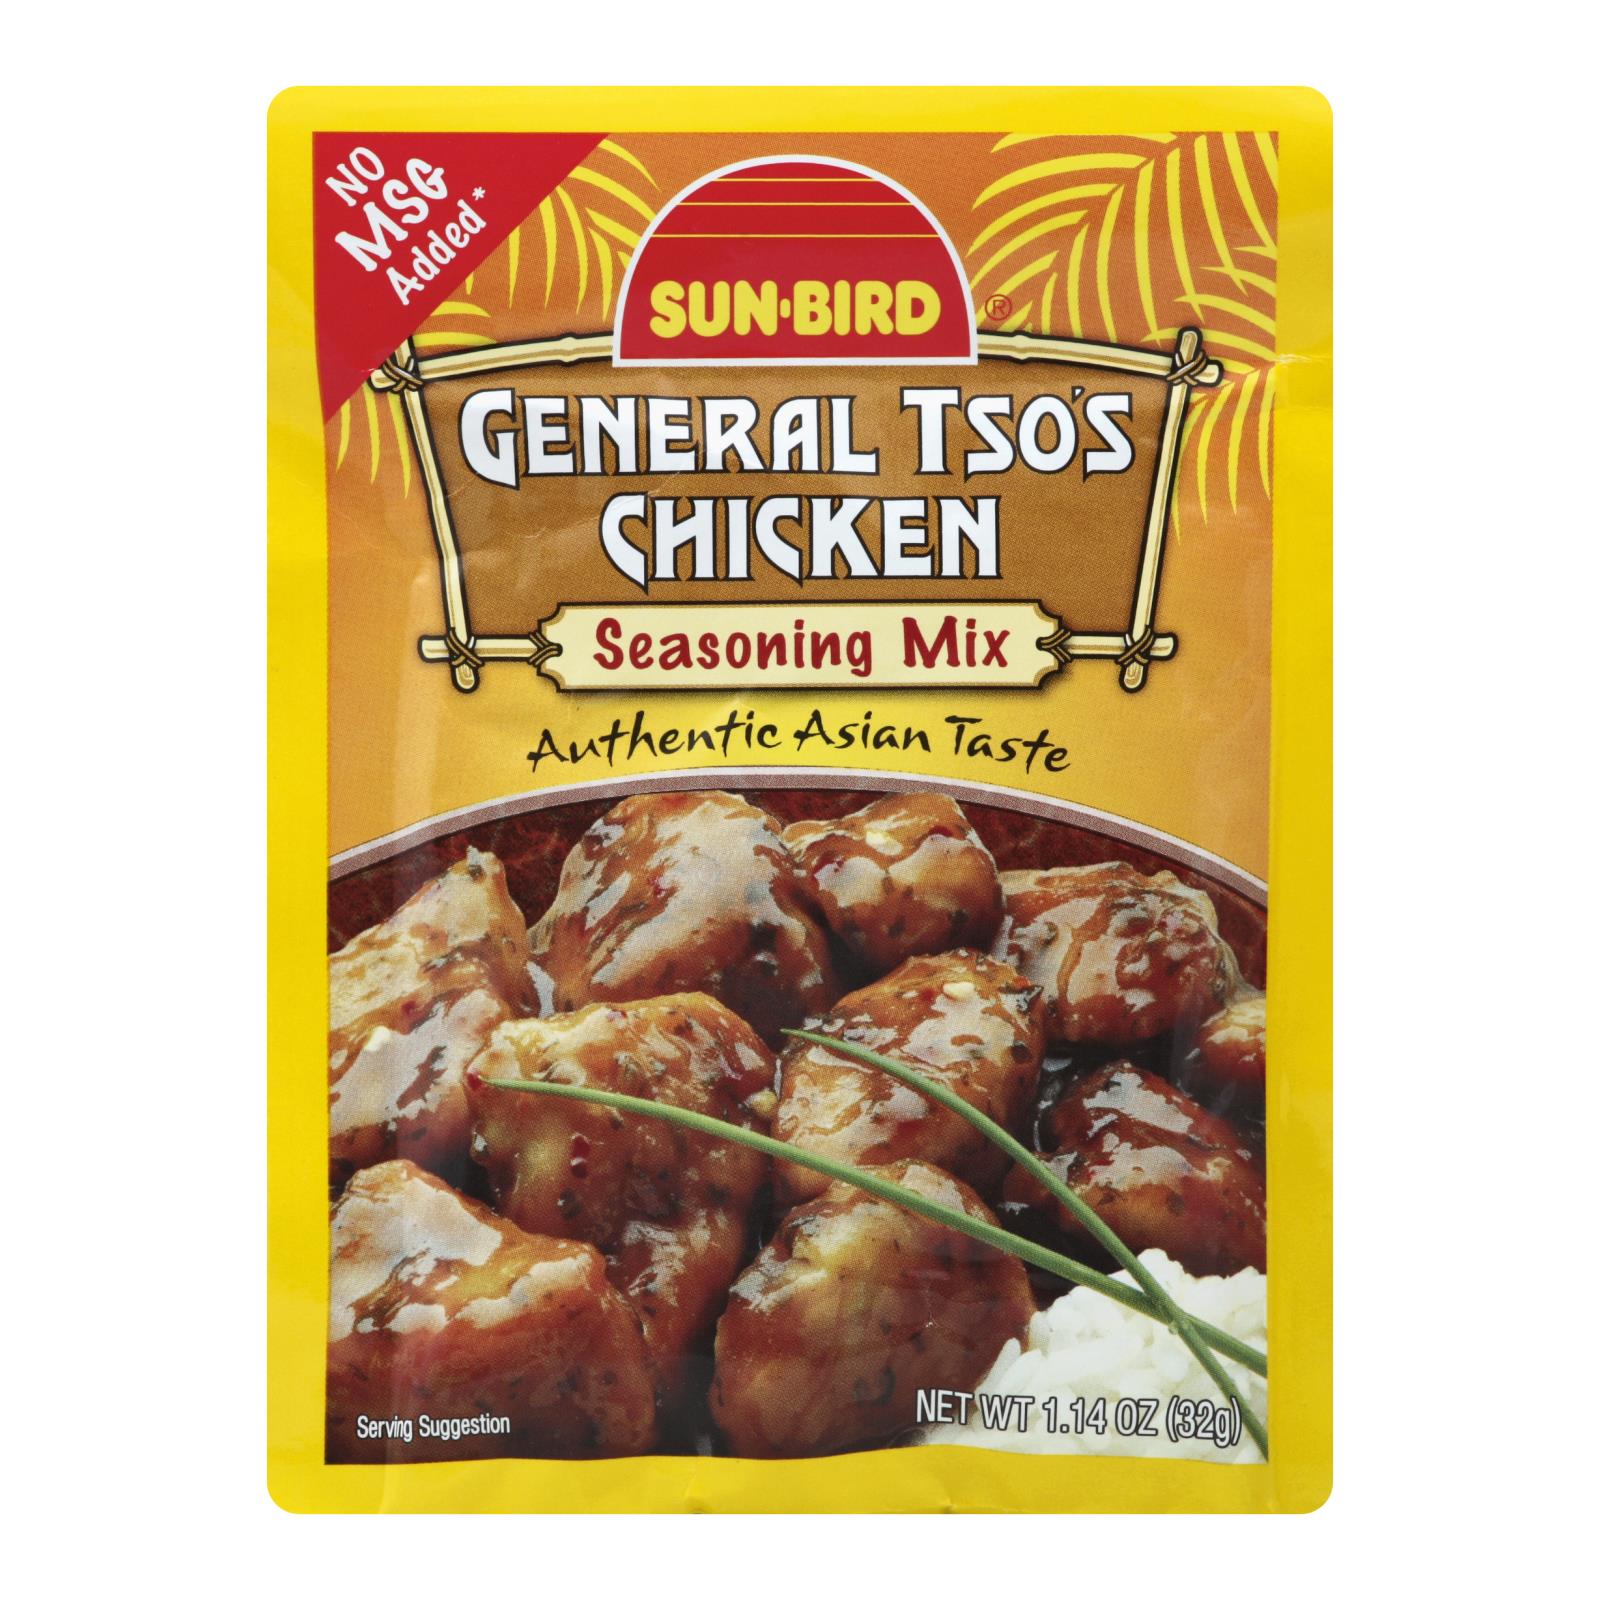 NO
MSG
Added*
SUN·BIRD
®
GENERAL TSO'S
CHICKEN
Seasoning Mix
Authentic Asian Taste
Serving Suggestion
NET WT 1.14 OZ (32g)